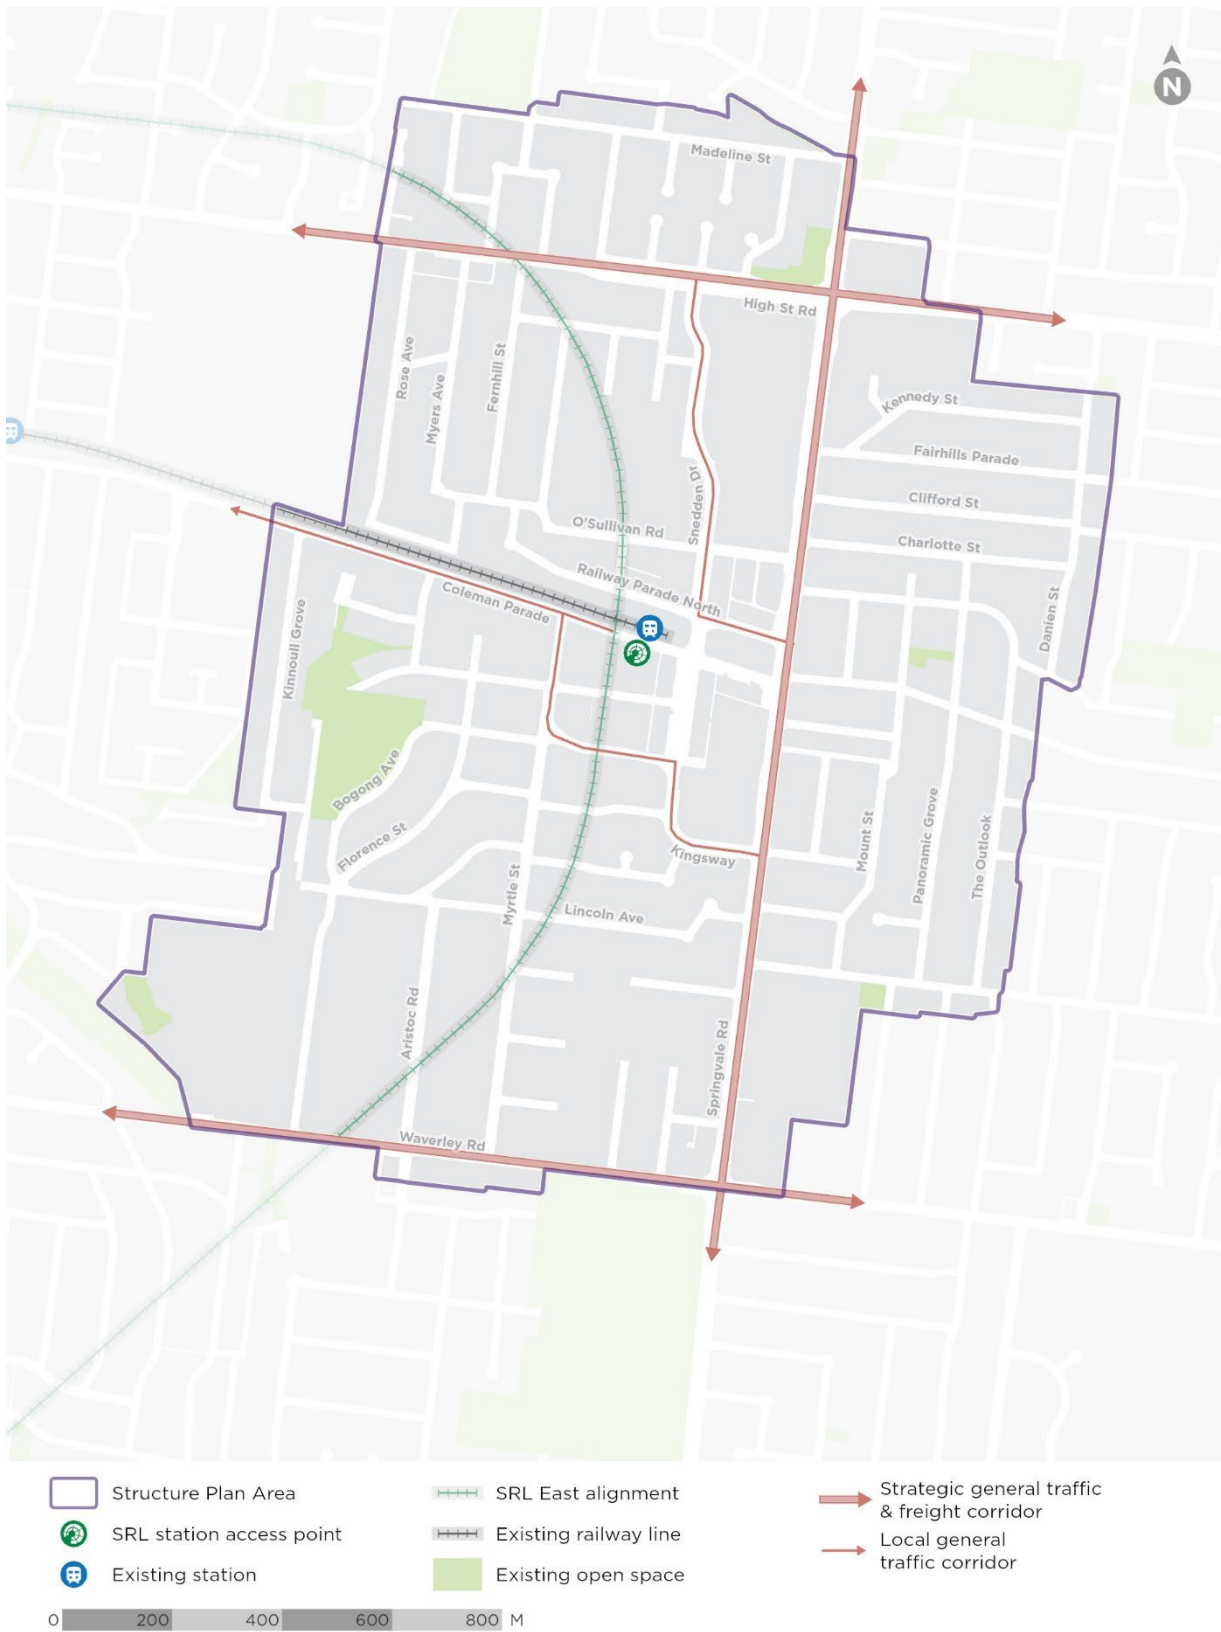 N
Madeline St
High St Rd
Rose Ave
Myers Ave
Fernhill St
Kennedy St
Fairhills Parade
Clifford St
Charlotte St
Snedden Dr
O'Sullivan Rd
Railway Parade North
Coleman Parade
Kinnoull Grove
Danien St
Bogong Ave
Florence St
Kingsway
Mount St
Panoramic Grove
The Outlook
Myrtle St
Lincoln Ave
Aristoc Rd
Springvale Rd
Waverley Rd
Structure Plan Area
SRL station access point
Existing station
SRL East alignment
Existing railway line
Existing open space
Strategic general traffic
& freight corridor
Local general
traffic corridor
0 200 400 600 800 M